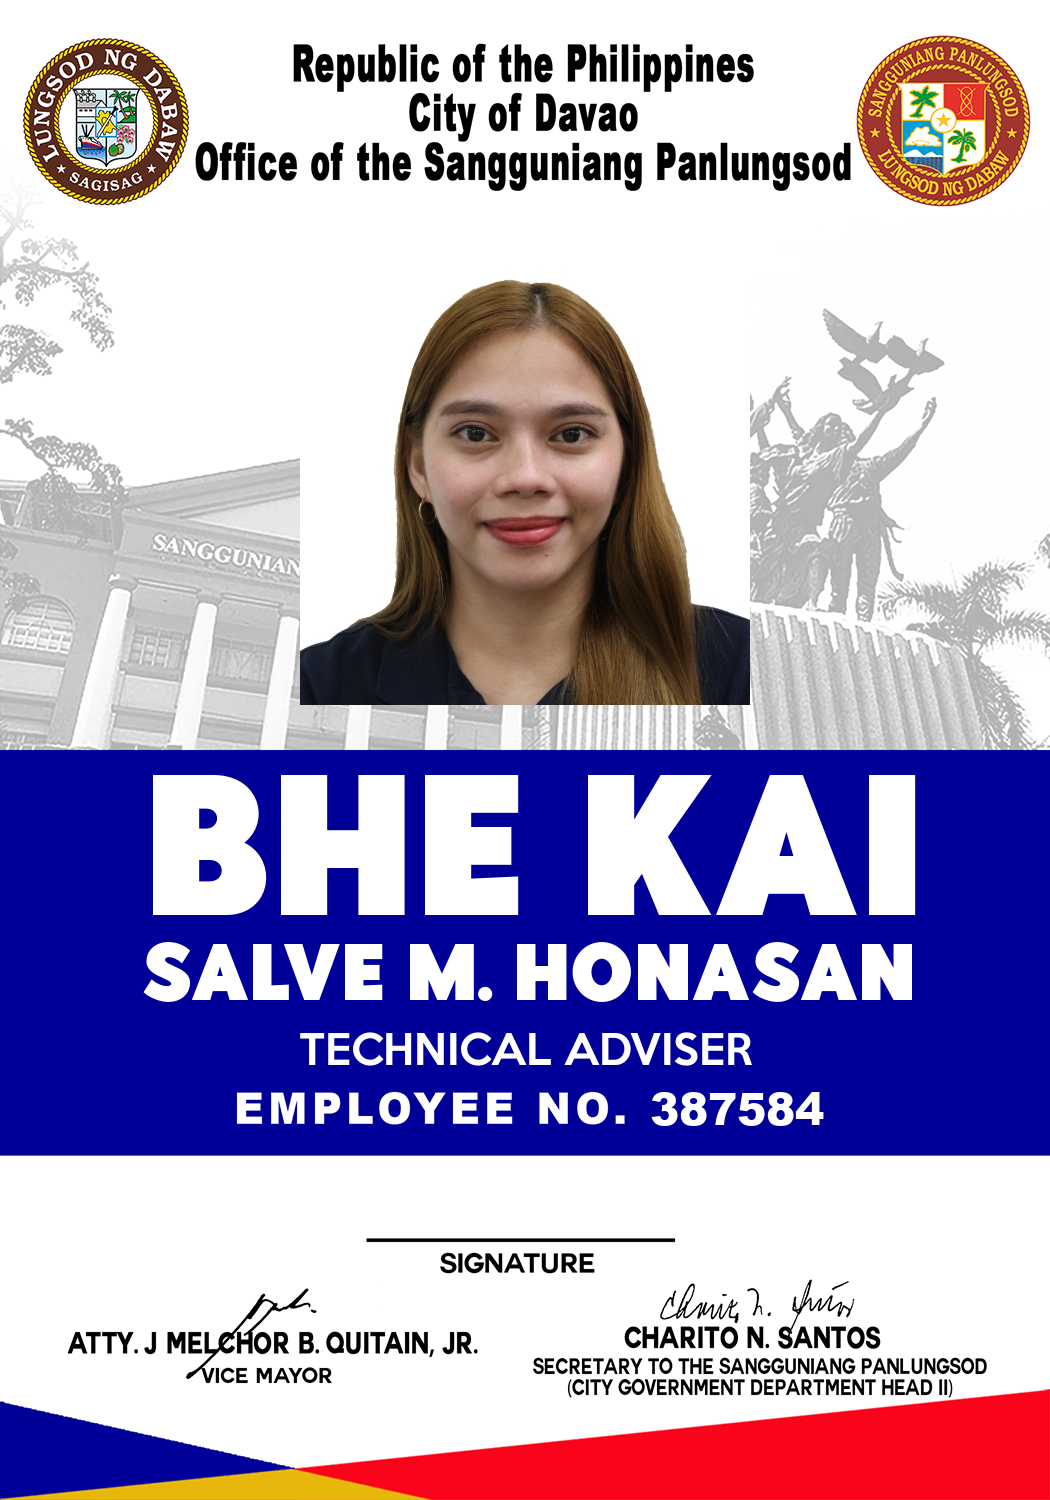 Republic of the Philippines
City of Davao
Office of the Sangguniang Panlungsod
LUNGSOD NG DABAW
SAGISAG
SANGGUNIANG PANLUNGSOD
LUNGSOD NG DABAW
SANGGUNIAN
BHE KAI
SALVE M. HONASAN
TECHNICAL ADVISER
EMPLOYEE NO. 387584
SIGNATURE
ATTY. J MELCHOR B. QUITAIN, JR.
VICE MAYOR
CHARITO N. SANTOS
SECRETARY TO THE SANGGUNIANG PANLUNGSOD
(CITY GOVERNMENT DEPARTMENT HEAD II)